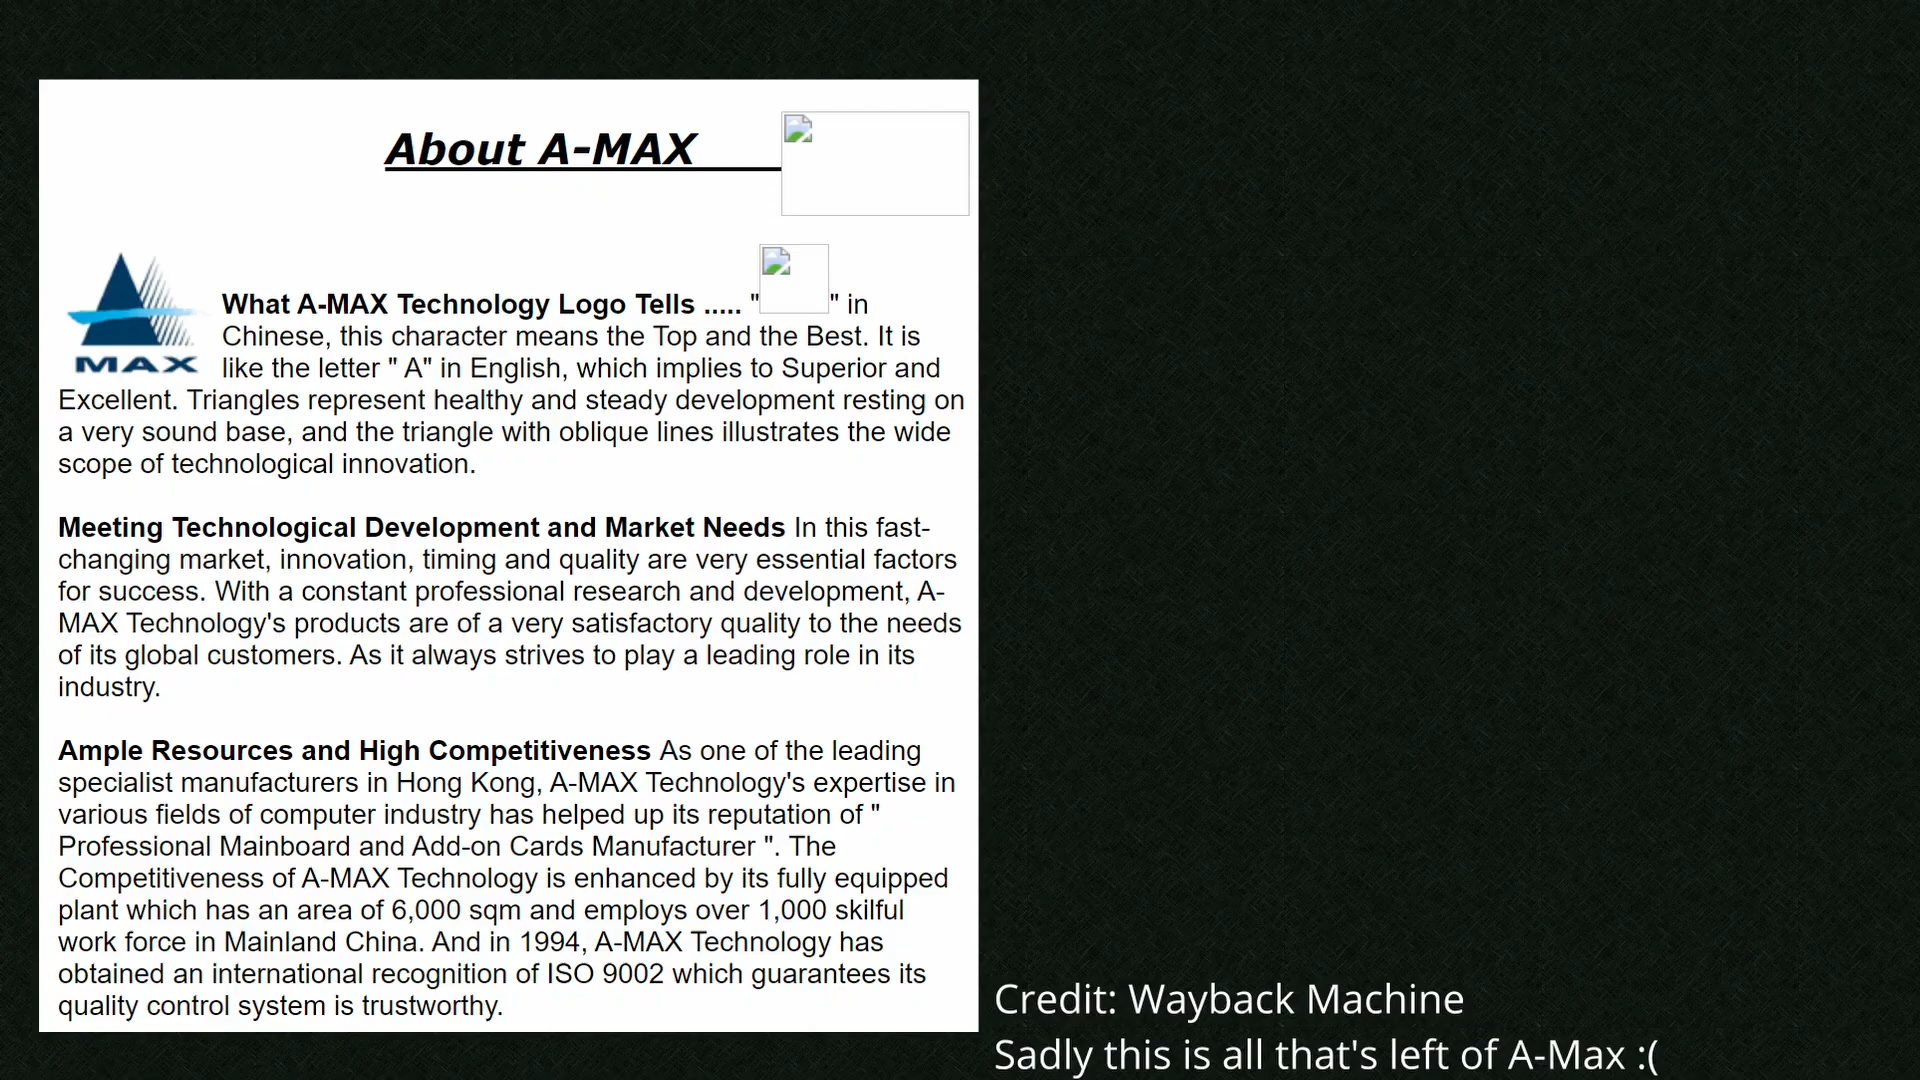 About A-MAX
MAX
What A-MAX Technology Logo Tells ..... "" in
Chinese, this character means the Top and the Best. It is
like the letter " A" in English, which implies to Superior and
Excellent. Triangles represent healthy and steady development resting on
a very sound base, and the triangle with oblique lines illustrates the wide
scope of technological innovation.
Meeting Technological Development and Market Needs In this fast-
changing market, innovation, timing and quality are very essential factors
for success. With a constant professional research and development, A-
MAX Technology's products are of a very satisfactory quality to the needs
of its global customers. As it always strives to play a leading role in its
industry.
Ample Resources and High Competitiveness As one of the leading
specialist manufacturers in Hong Kong, A-MAX Technology's expertise in
various fields of computer industry has helped up its reputation of "
Professional Mainboard and Add-on Cards Manufacturer ". The
Competitiveness of A-MAX Technology is enhanced by its fully equipped
plant which has an area of 6,000 sqm and employs over 1,000 skilful
work force in Mainland China. And in 1994, A-MAX Technology has
obtained an international recognition of ISO 9002 which guarantees its
quality control system is trustworthy.
Credit: Wayback Machine
Sadly this is all that's left of A-Max :(